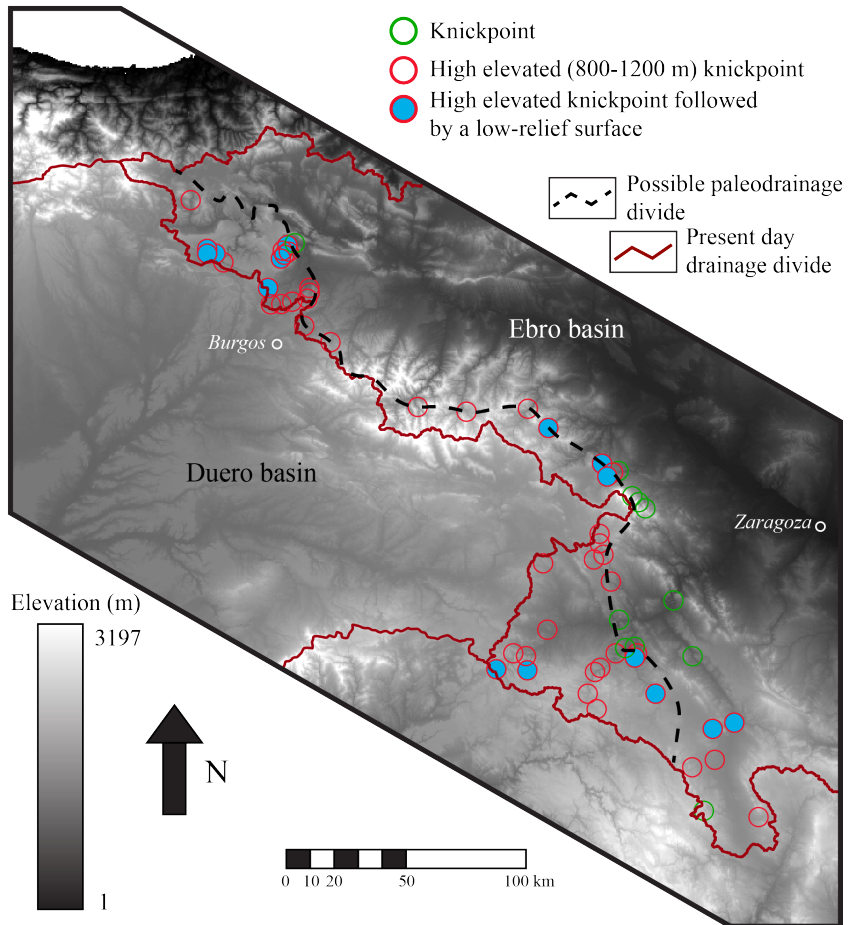 Knickpoint
High elevated (800-1200 m) knickpoint
High elevated knickpoint followed
by a low-relief surface
Possible paleodrainage
divide
Present day
drainage divide
Ebro basin
Burgos
Duero basin
Zaragoza
Elevation (m)
3197
1
N
0 10 20 50 100 km